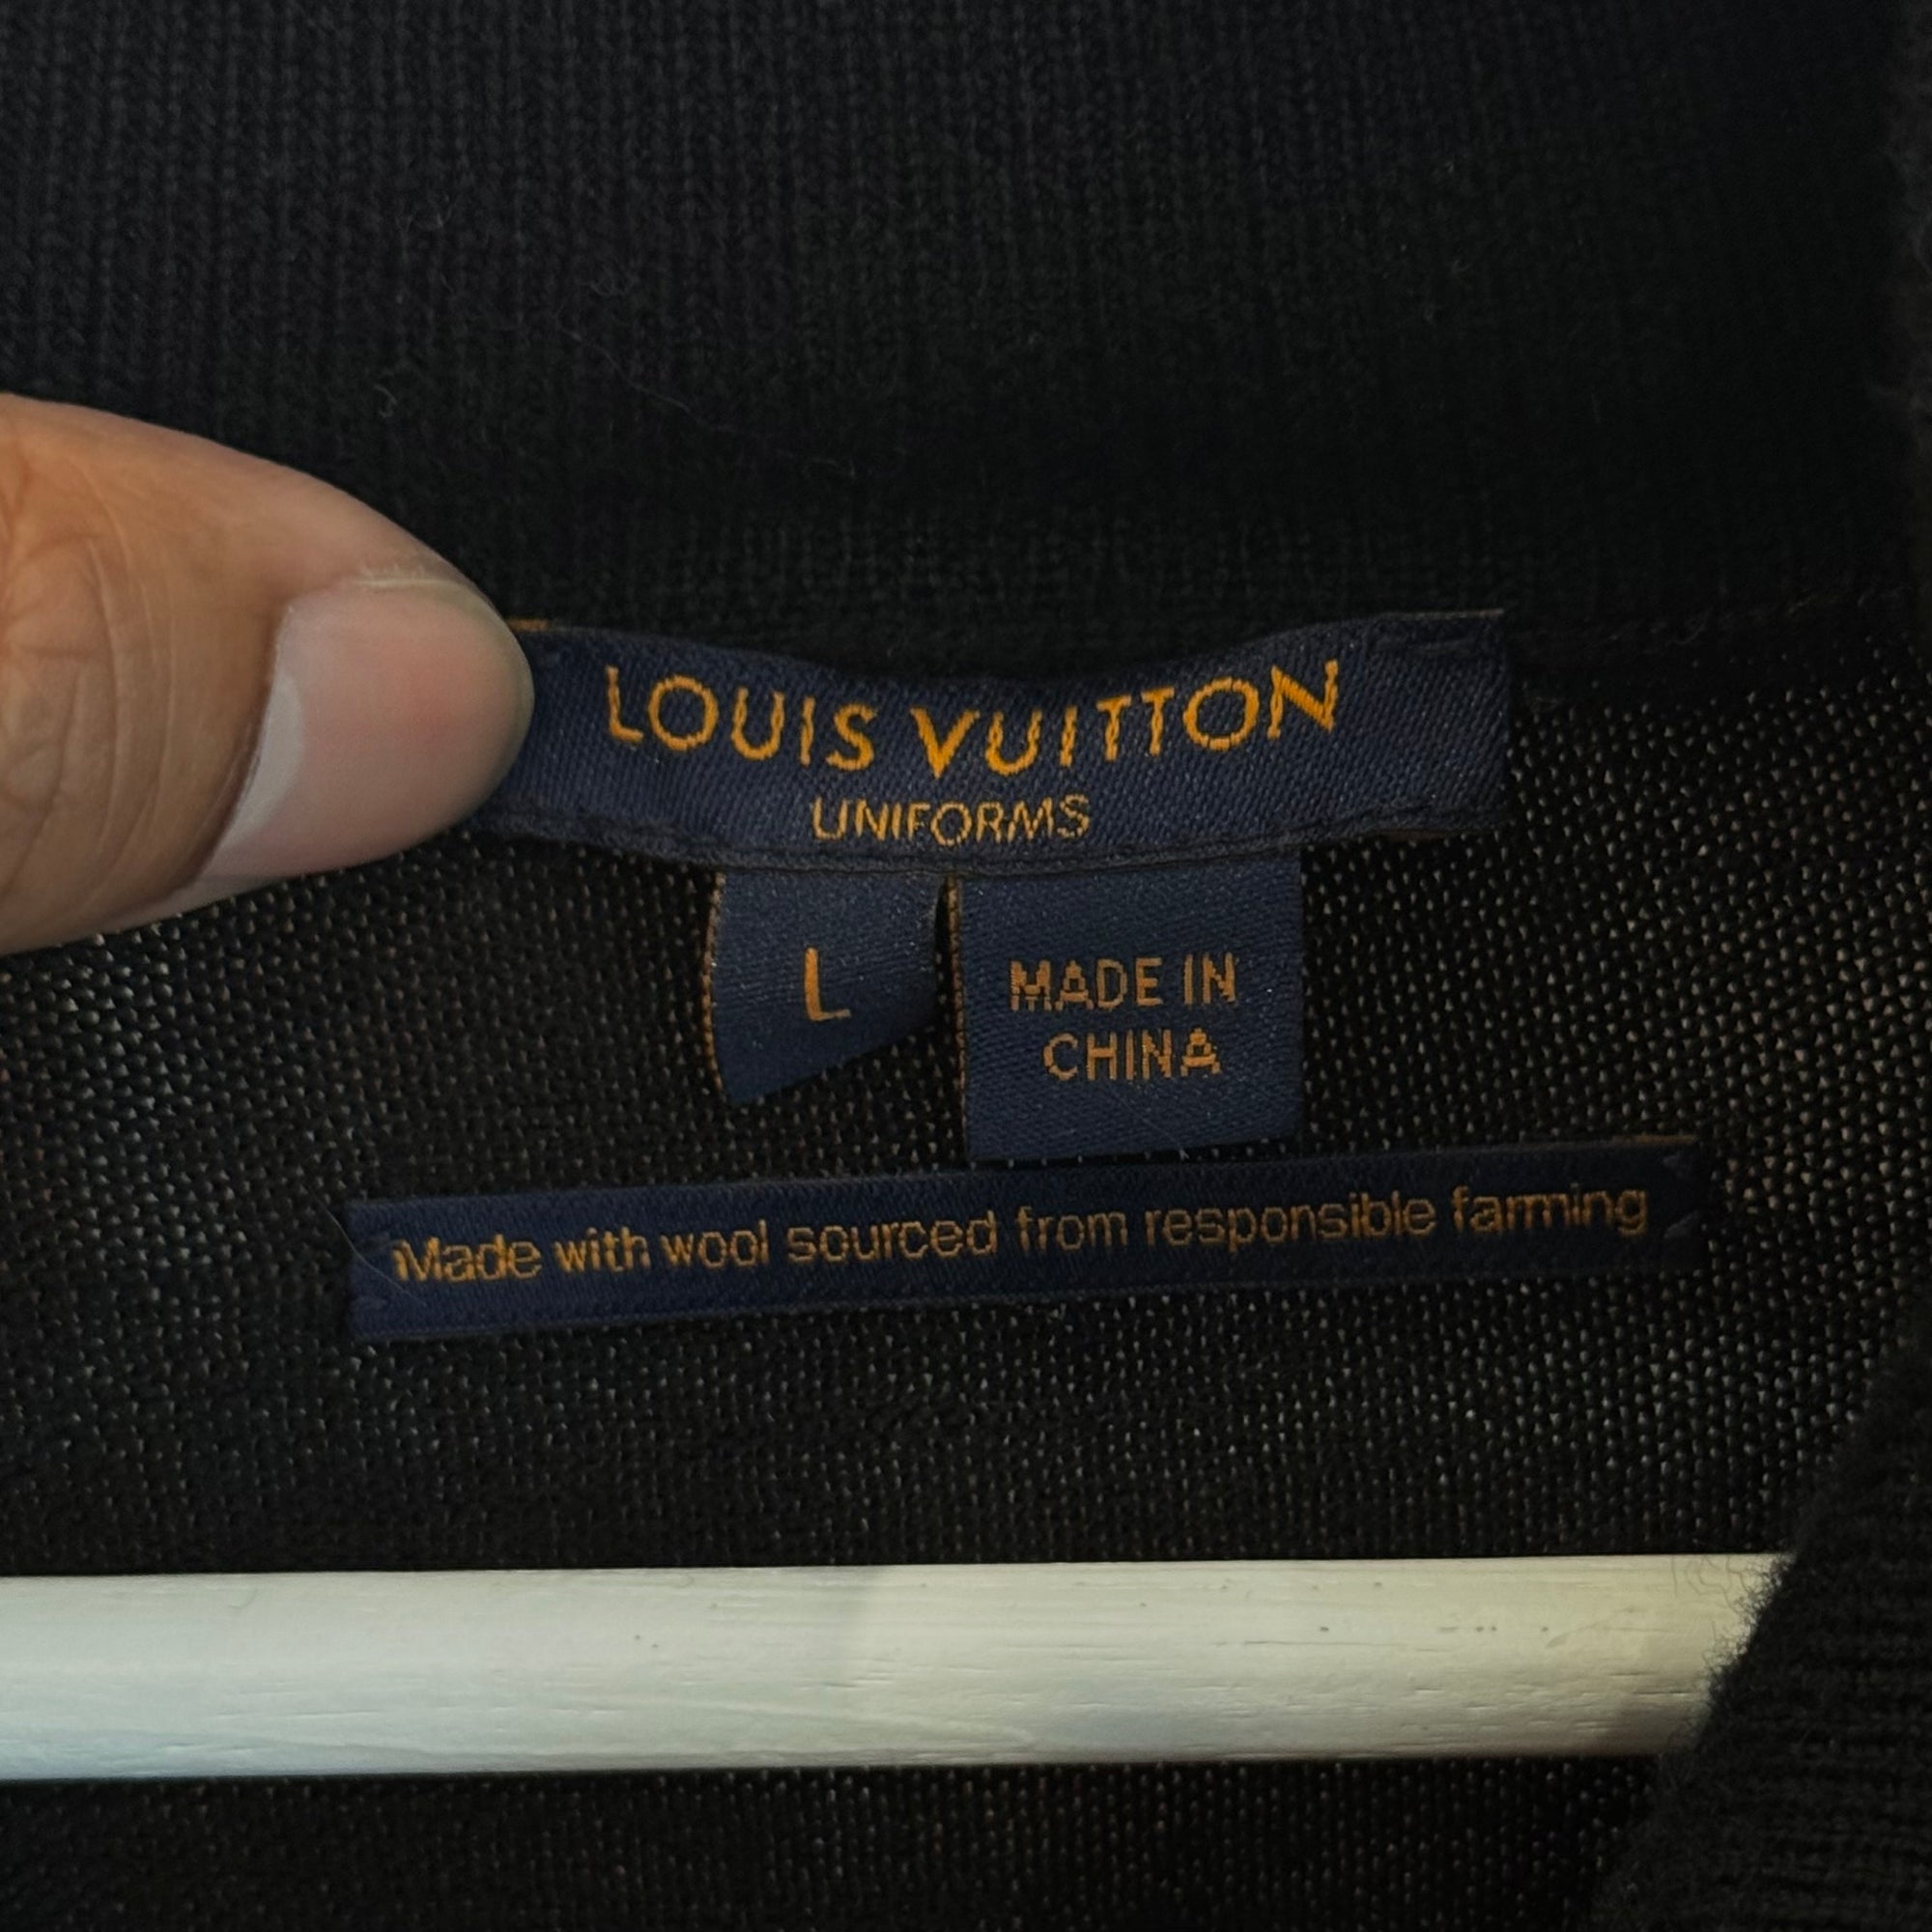 LOUIS VUITTON
UNIFORMS
L
MADE IN
CHINA
Made with wool sourced from responsible farming